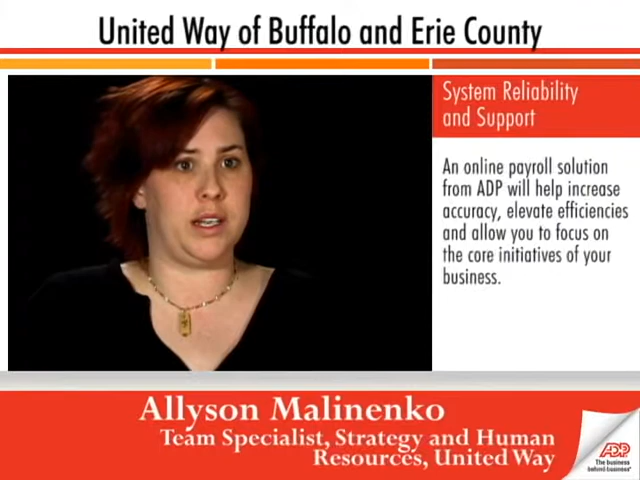 United Way of Buffalo and Erie County
System Reliability
and Support
An online payroll solution
from ADP will help increase
accuracy, elevate efficiencies
and allow you to focus on
the core initiatives of your
business.
Allyson Malinenko
Team Specialist, Strategy and Human
Resources, United Way
ADP
The business
behind business®